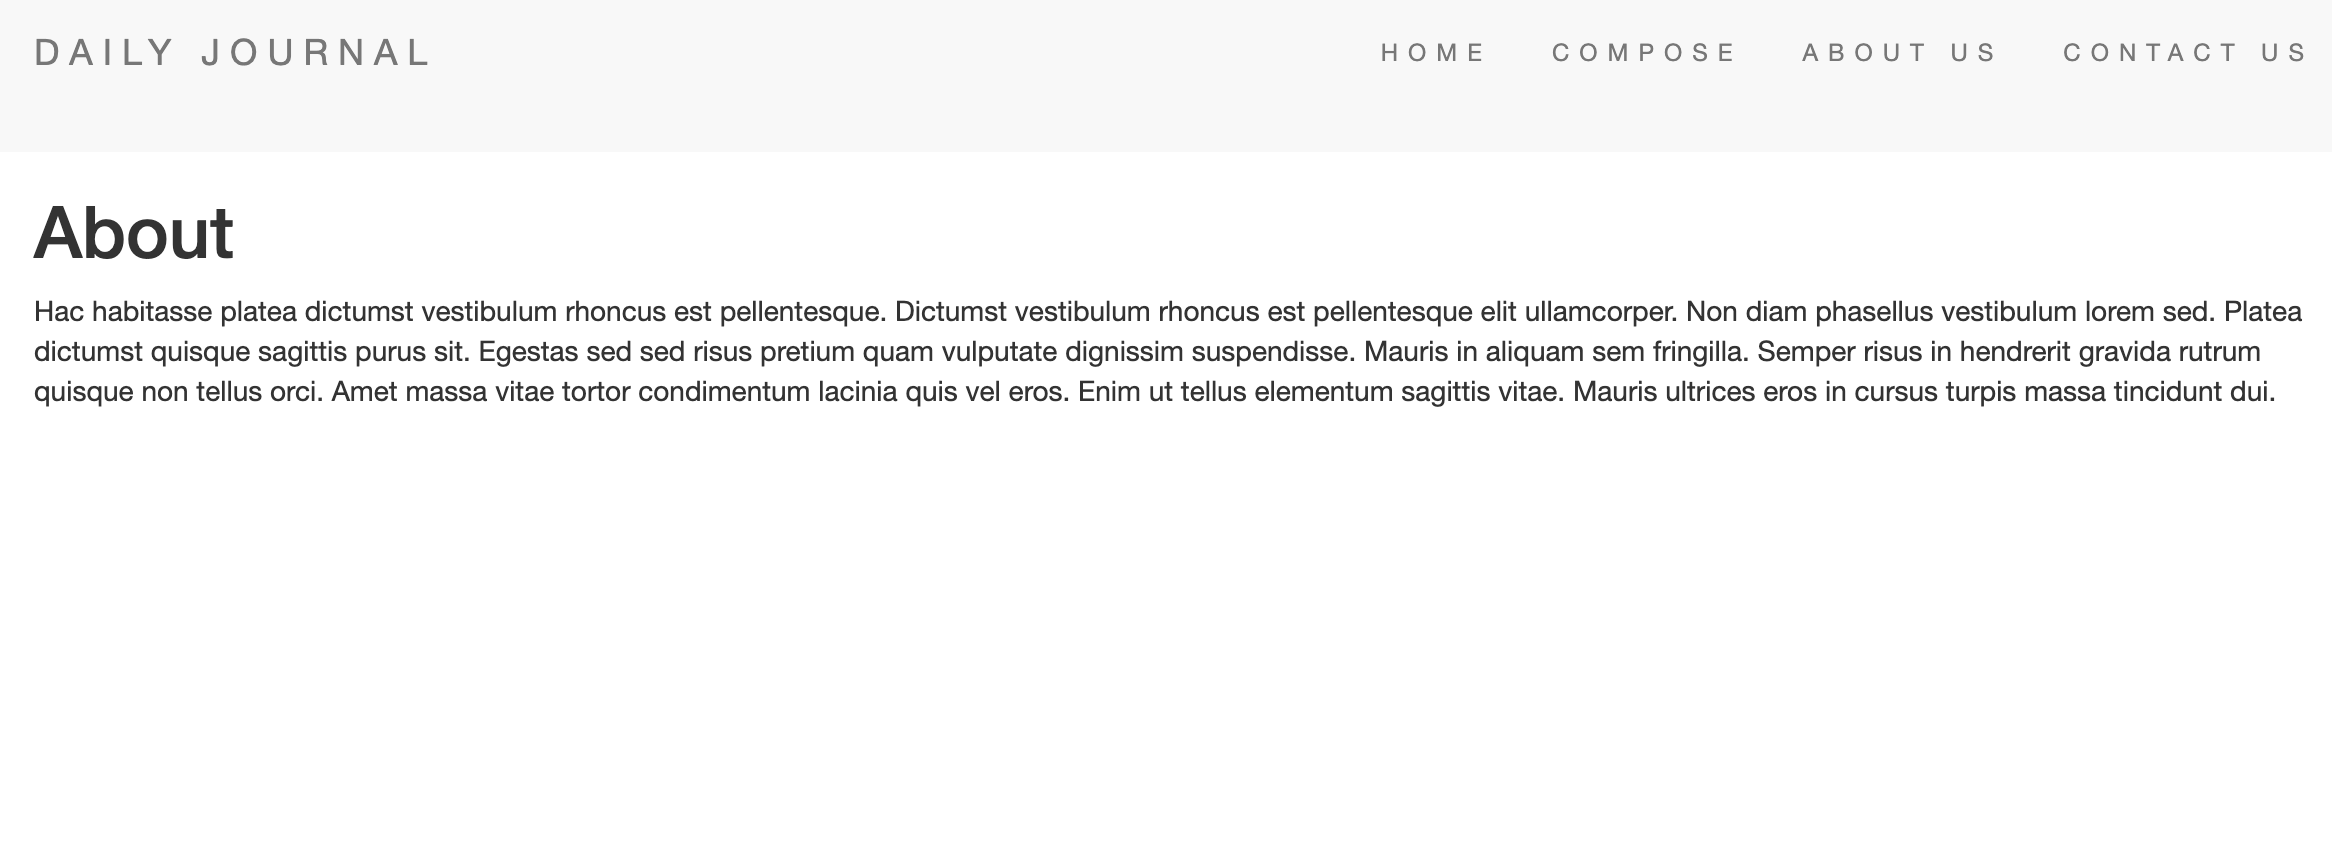 DAILY JOURNAL
HOME COMPOSE ABOUT US CONTACT US
About
Hac habitasse platea dictumst vestibulum rhoncus est pellentesque. Dictumst vestibulum rhoncus est pellentesque elit ullamcorper. Non diam phasellus vestibulum lorem sed. Platea
dictumst quisque sagittis purus sit. Egestas sed sed risus pretium quam vulputate dignissim suspendisse. Mauris in aliquam sem fringilla. Semper risus in hendrerit gravida rutrum
quisque non tellus orci. Amet massa vitae tortor condimentum lacinia quis vel eros. Enim ut tellus elementum sagittis vitae. Mauris ultrices eros in cursus turpis massa tincidunt dui.